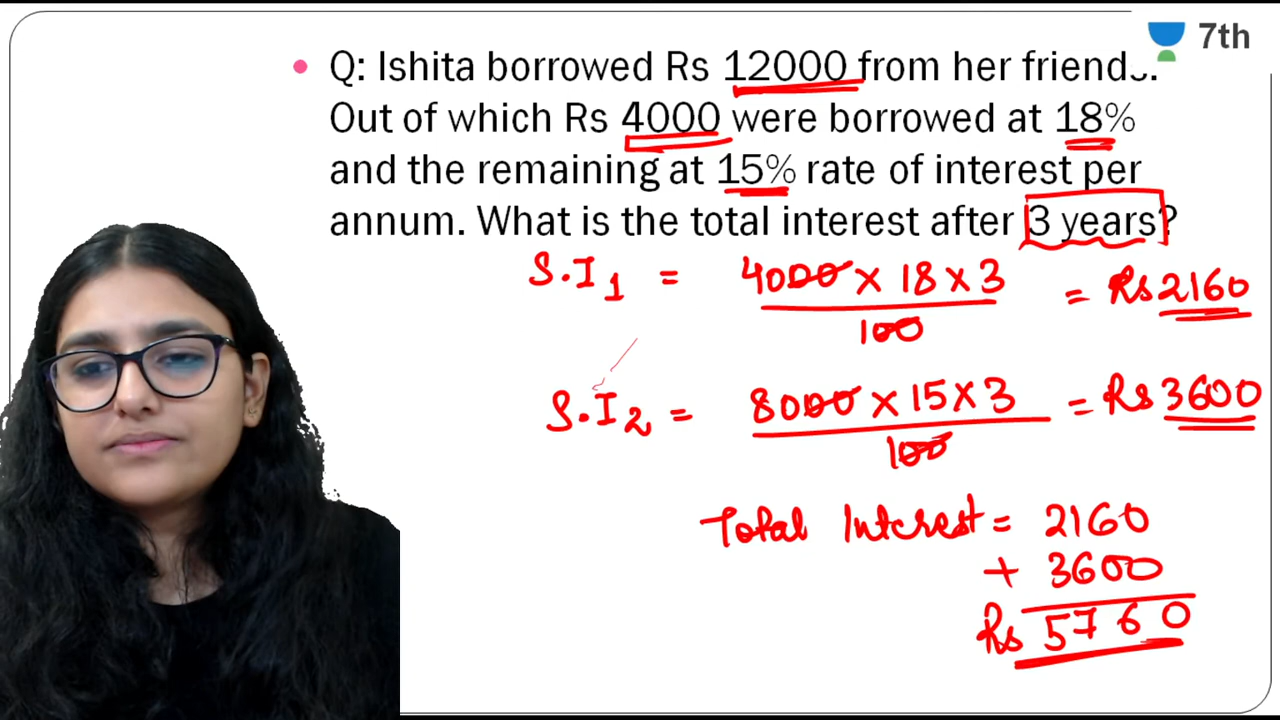 7th
Q: Ishita borrowed Rs 12000 from her friends.
Out of which Rs 4000 were borrowed at 18%
and the remaining at 15% rate of interest per
annum. What is the total interest after 3 years?
S.I1 = 4000 × 18 × 3 / 100 = Rs 2160
S.I2 = 8000 × 15 × 3 / 100 = Rs 3600
Total Interest = 2160
+ 3600
Rs 5760